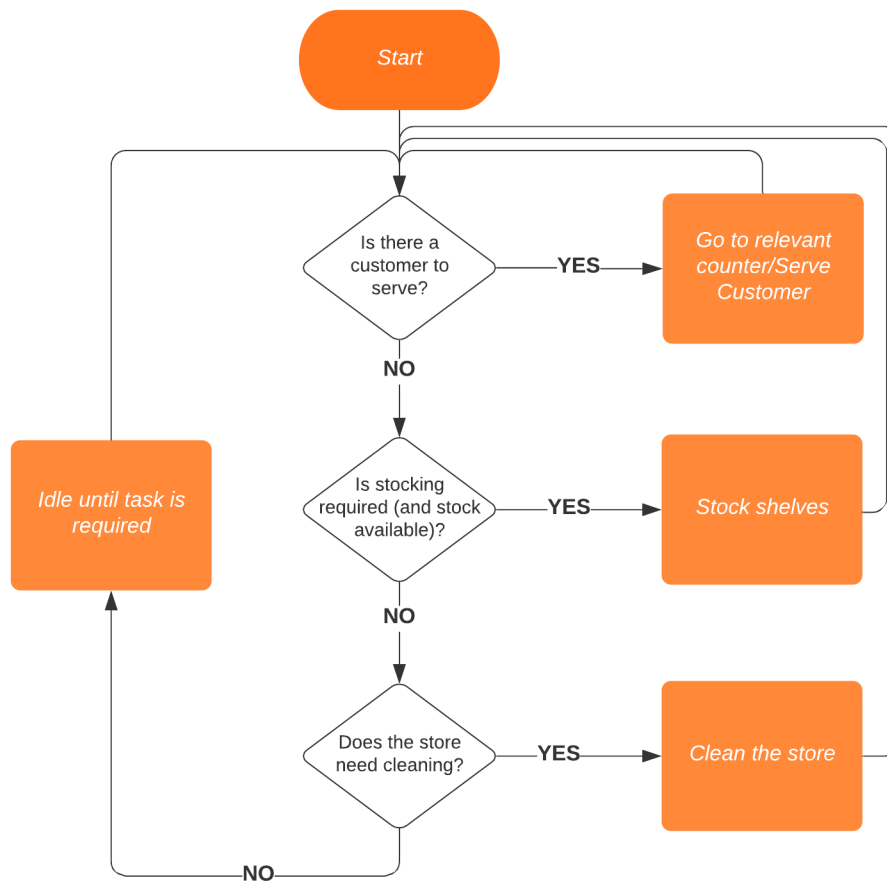 Start
Is there a
customer to
serve?
YES
Go to relevant
counter/Serve
Customer
NO
Is stocking
required (and stock
available)?
YES
Stock shelves
Idle until task is
required
NO
Does the store
need cleaning?
YES
Clean the store
NO